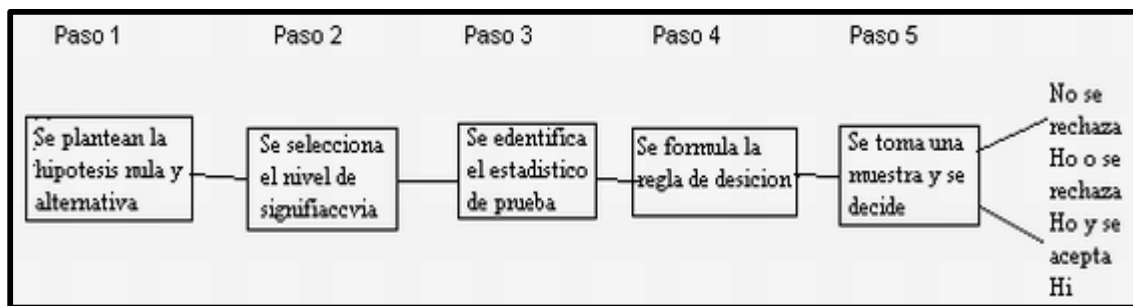 Paso 1
Paso 2
Paso 3
Paso 4
Paso 5
Se plantean la
hipotesis nula y
alternativa
Se selecciona
el nivel de
signifiaccvia
Se edentifica
el estadistico
de prueba
Se formula la
regla de desicion
Se toma una
muestra y se
decide
No se
rechaza
Ho o se
rechaza
Ho y se
acepta
Hi